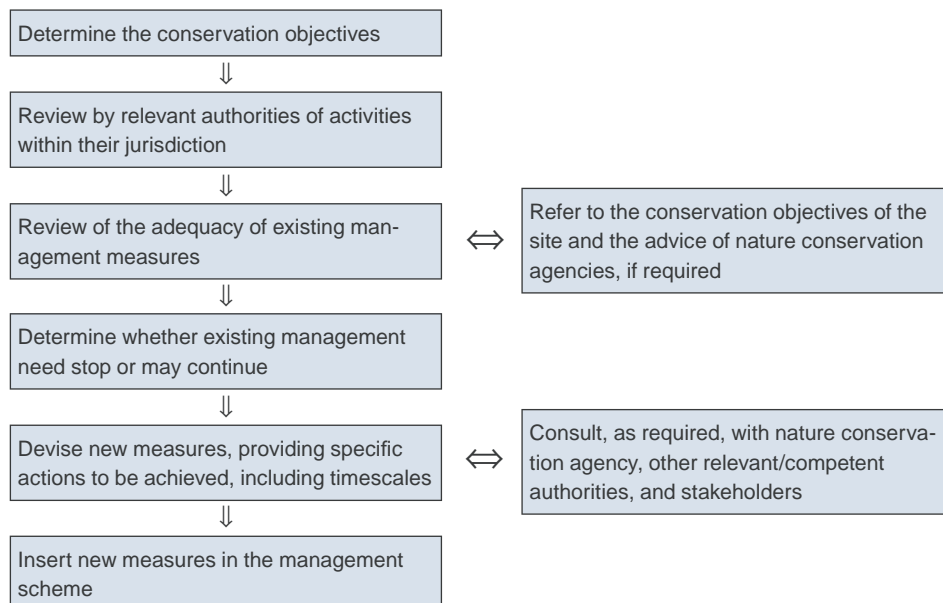 Determine the conservation objectives
⇓
Review by relevant authorities of activities
within their jurisdiction
⇓ 
Review of the adequacy of existing man-
agement measures
⇔
Refer to the conservation objectives of the
site and the advice of nature conservation
agencies, if required
⇓
Determine whether existing management
need stop or may continue
⇓
Devise new measures, providing specific
actions to be achieved, including timescales
⇔
Consult, as required, with nature conserva-
tion agency, other relevant/competent
authorities, and stakeholders
⇓
Insert new measures in the management
scheme